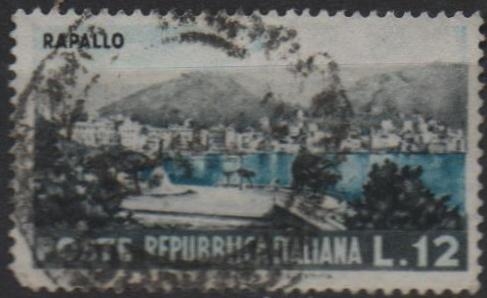 RAPALLO
POSTE REPUBBLICA ITALIANA L.12